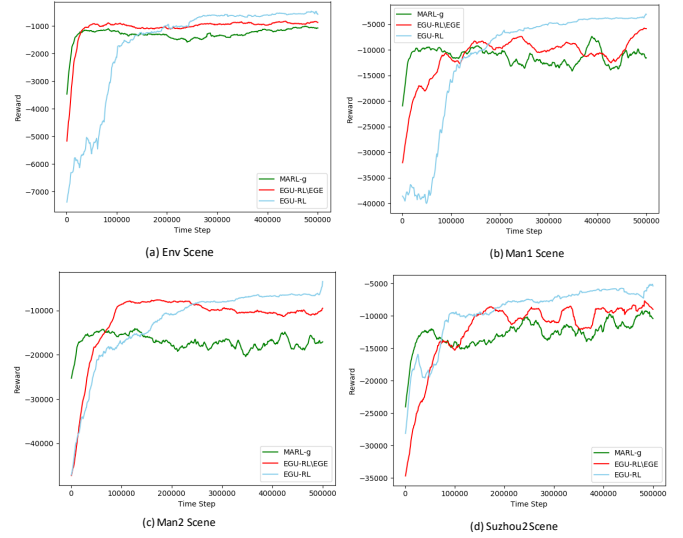 −1000
−2000
−3000
−4000
−5000
−6000
−7000
Reward
0 100000 200000 300000 400000 500000
Time Step
MARL-g
EGU-RL\EGE
EGU-RL
(a) Env Scene
−5000
−10000
−15000
−20000
−25000
−30000
−35000
−40000
Reward
0 100000 200000 300000 400000 500000
Time Step
MARL-g
EGU-RL\EGE
EGU-RL
(b) Man1 Scene
−10000
−20000
−30000
−40000
Reward
0 100000 200000 300000 400000 500000
Time Step
MARL-g
EGU-RL\EGE
EGU-RL
(c) Man2 Scene
−5000
−10000
−15000
−20000
−25000
−30000
−35000
Reward
0 100000 200000 300000 400000 500000
Time Step
MARL-g
EGU-RL\EGE
EGU-RL
(d) Suzhou2 Scene